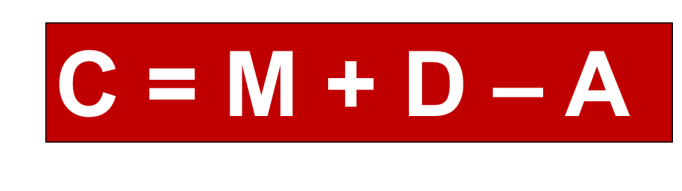 C = M + D – A